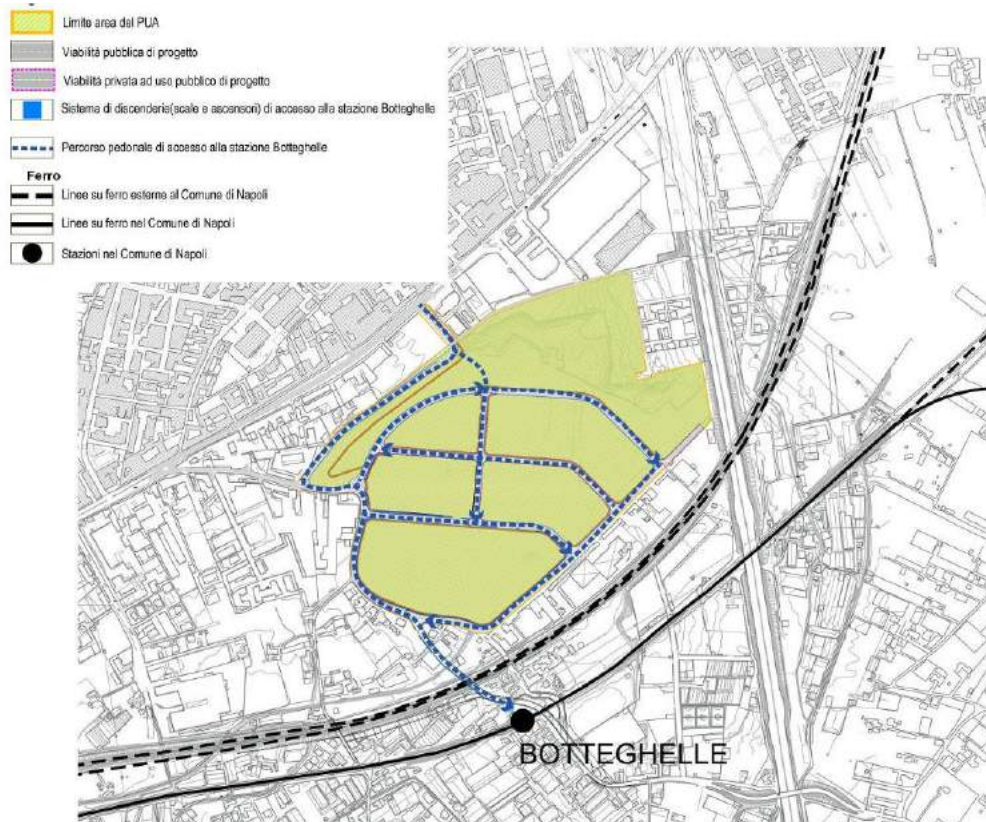 Limite area del PUA
Viabilità pubblica di progetto
Viabilità privata ad uso pubblico di progetto
Sistema di discenderie(scale e ascensori) di accesso alla stazione Botteghelle
Percorso pedonale di accesso alla stazione Botteghelle
Ferro
Linee su ferro esterne al Comune di Napoli
Linee su ferro nel Comune di Napoli
Stazioni nel Comune di Napoli
BOTTEGHELLE